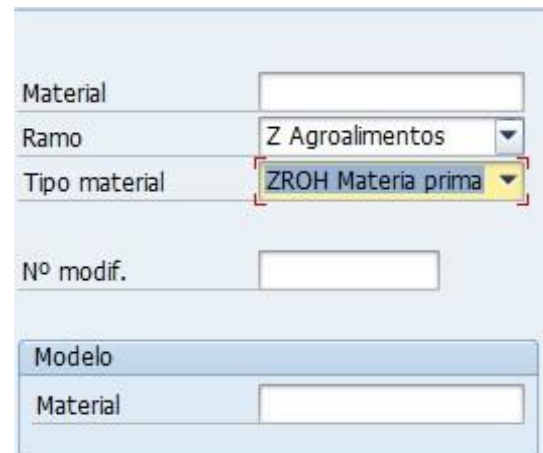 Material
Ramo Z Agroalimentos
Tipo material ZROH Materia prima
Nº modif.
Modelo
Material